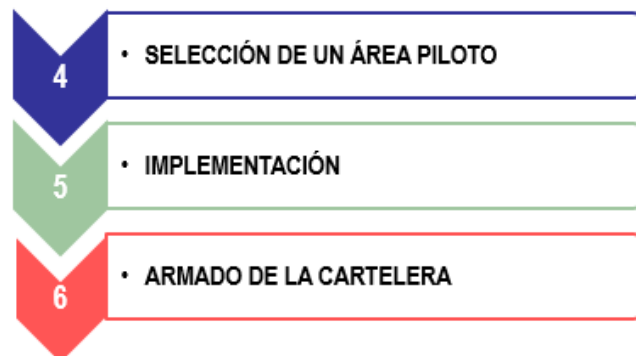 4
• SELECCIÓN DE UN ÁREA PILOTO
5
• IMPLEMENTACIÓN
6
• ARMADO DE LA CARTELERA